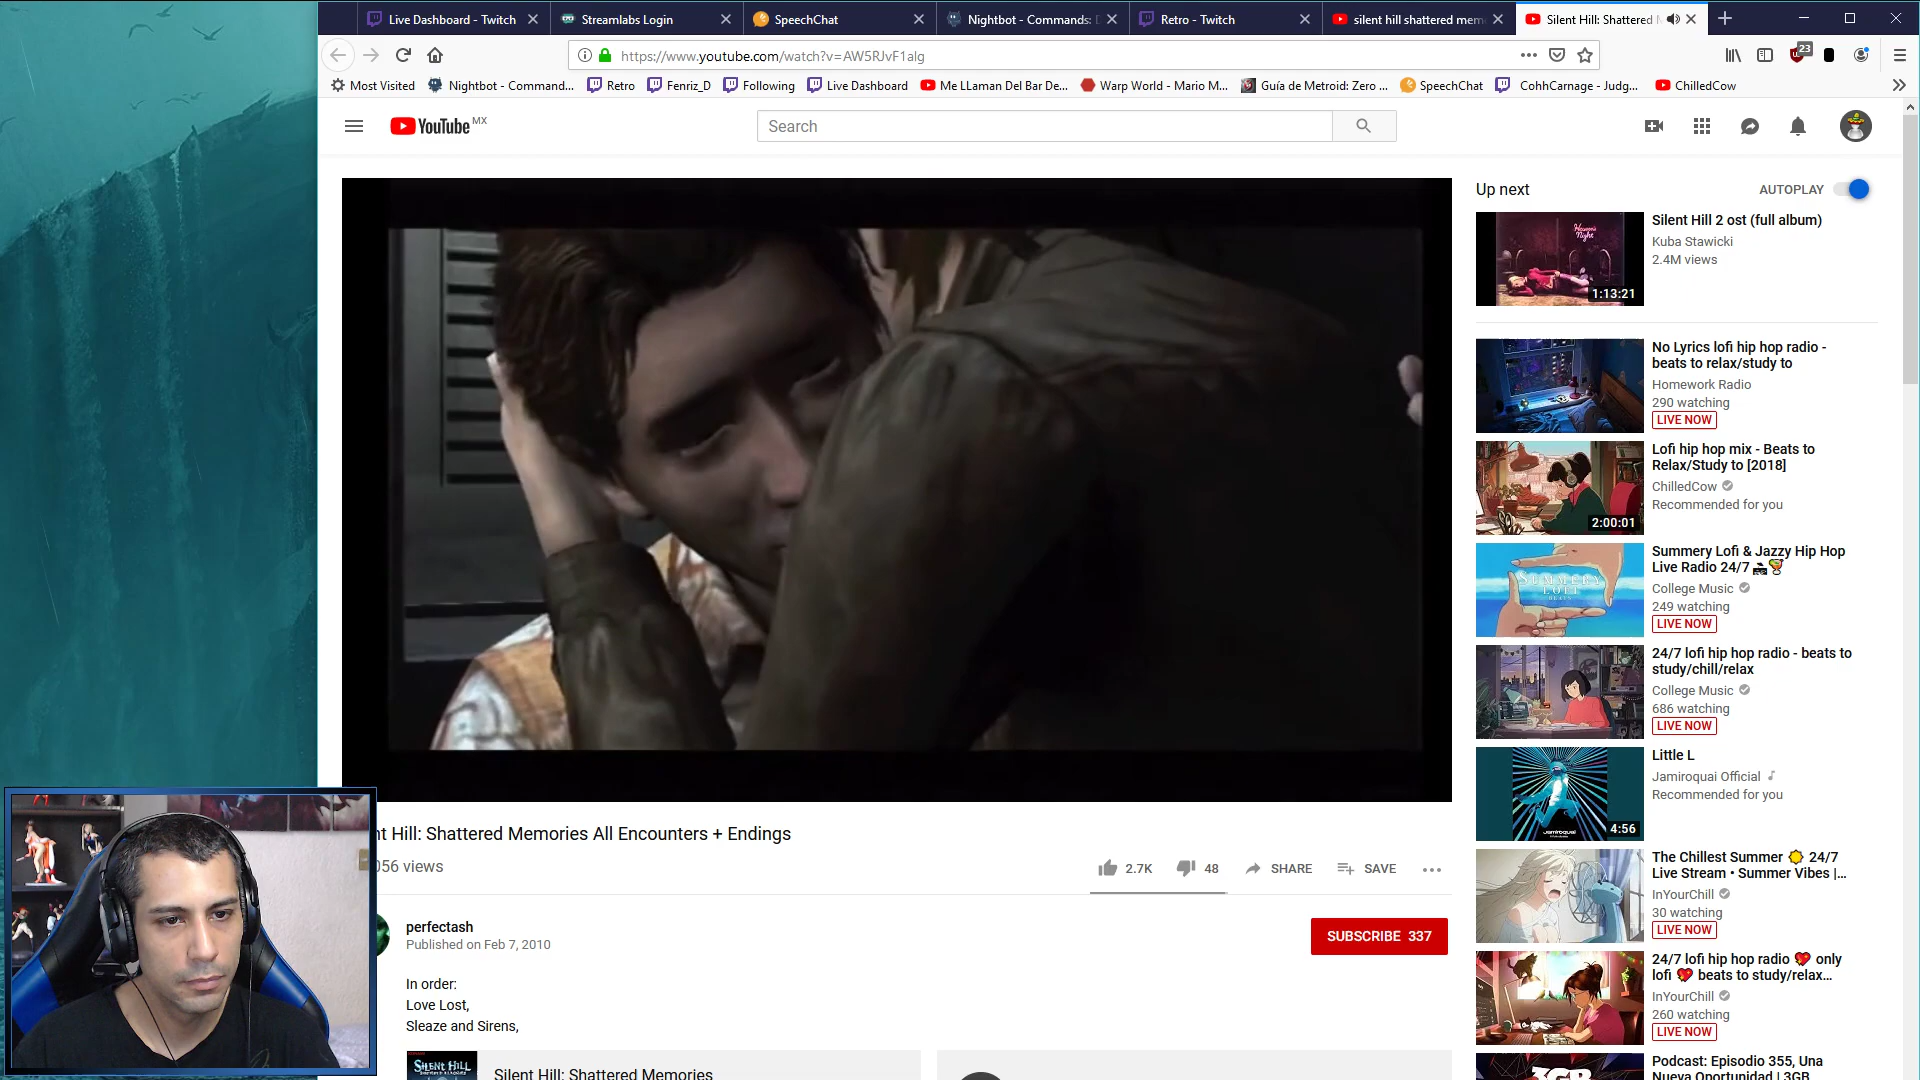 Live Dashboard - Twitch
Streamlabs Login
SpeechChat
Nightbot - Commands:
Retro - Twitch
silent hill shattered mem
Silent Hill: Shattered
https://www.youtube.com/watch?v=AW5RJvF1alg
23
Most Visited
Nightbot - Command...
Retro
Fenriz_D
Following
Live Dashboard
Me LLaman Del Bar De...
Warp World - Mario M...
Guía de Metroid: Zero ...
SpeechChat
CohhCarnage - Judg...
ChilledCow
YouTube MX
Search
Up next
AUTOPLAY
Silent Hill 2 ost (full album)
Kuba Stawicki
2.4M views
Heaven's
Night
1:13:21
No Lyrics lofi hip hop radio -
beats to relax/study to
Homework Radio
290 watching
LIVE NOW
Lofi hip hop mix - Beats to
Relax/Study to [2018]
ChilledCow
Recommended for you
2:00:01
Summery Lofi & Jazzy Hip Hop
Live Radio 24/7
College Music
249 watching
LIVE NOW
SUMMERY
LOFI
24/7 lofi hip hop radio - beats to
study/chill/relax
College Music
686 watching
LIVE NOW
Little L
Jamiroquai Official
Recommended for you
Jamiroquai
4:56
The Chillest Summer 🌞 24/7
Live Stream • Summer Vibes |...
InYourChill
30 watching
LIVE NOW
24/7 lofi hip hop radio 💖 only
lofi 💖 beats to study/relax...
InYourChill
260 watching
LIVE NOW
Podcast: Episodio 355, Una
Nueva Oportunidad | 3GB
3GB
nt Hill: Shattered Memories All Encounters + Endings
056 views
2.7K
48
SHARE
SAVE
perfectash
Published on Feb 7, 2010
SUBSCRIBE 337
In order:
Love Lost,
Sleaze and Sirens,
SILENT HILL
Silent Hill: Shattered Memories